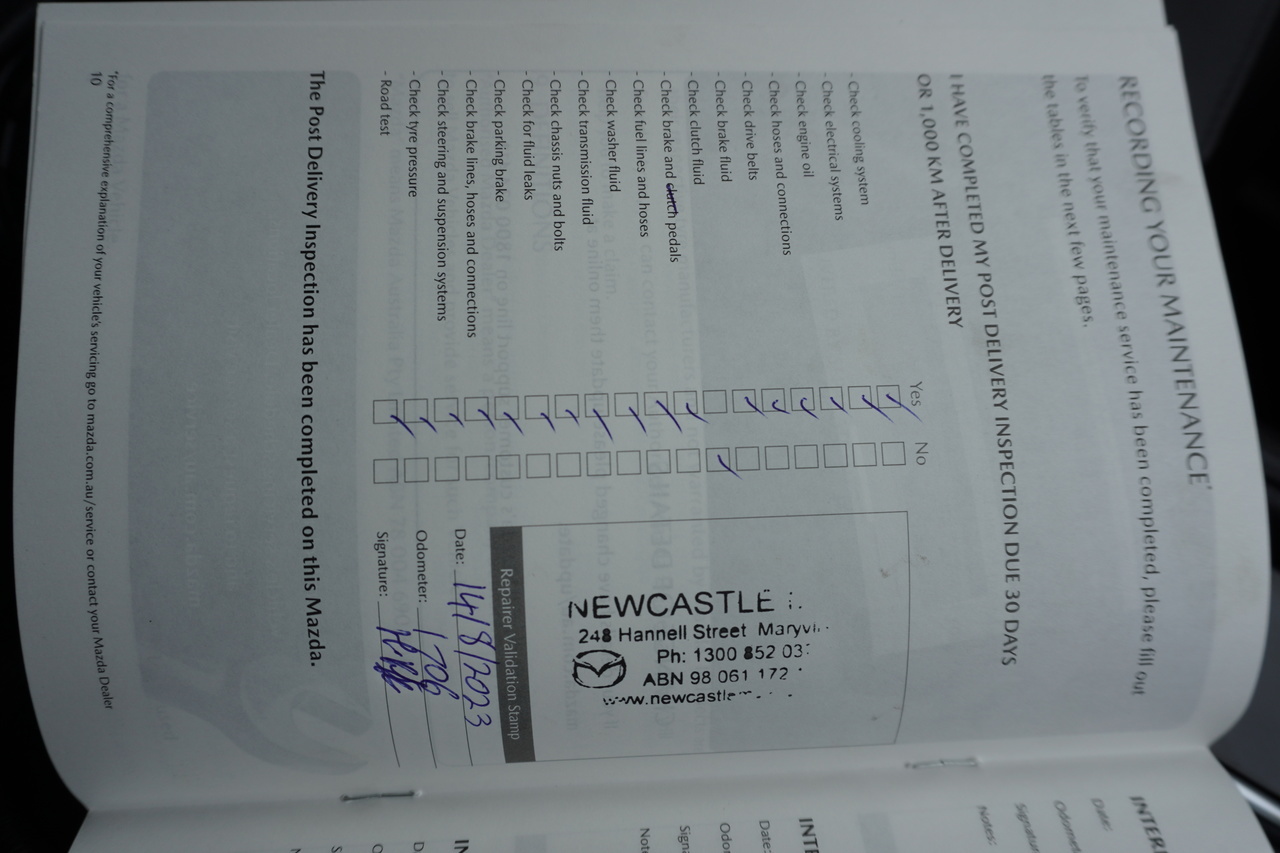 RECORDING YOUR MAINTENANCE*
To verify that your maintenance service has been completed, please fill out
the tables in the next few pages.
I HAVE COMPLETED MY POST DELIVERY INSPECTION DUE 30 DAYS
OR 1,000 KM AFTER DELIVERY
Yes No
- Check cooling system
- Check electrical systems
- Check engine oil
- Check hoses and connections
- Check drive belts
- Check brake fluid
- Check clutch fluid
- Check brake and clutch pedals
- Check fuel lines and hoses
- Check washer fluid
- Check transmission fluid
- Check chassis nuts and bolts
- Check for fluid leaks
- Check parking brake
- Check brake lines, hoses and connections
- Check steering and suspension systems
- Check tyre pressure
- Road test
NEWCASTLE
248 Hannell Street
Ph: 1300 852
ABN 98 061 172
Repairer Validation Stamp
Date: 14/8/2023
Odometer: 1706
Signature:
The Post Delivery Inspection has been completed on this Mazda.
*For a comprehensive explanation of your vehicle's servicing go to mazda.com.au/service or contact your Mazda Dealer
10
Date:
Notes:
Date: